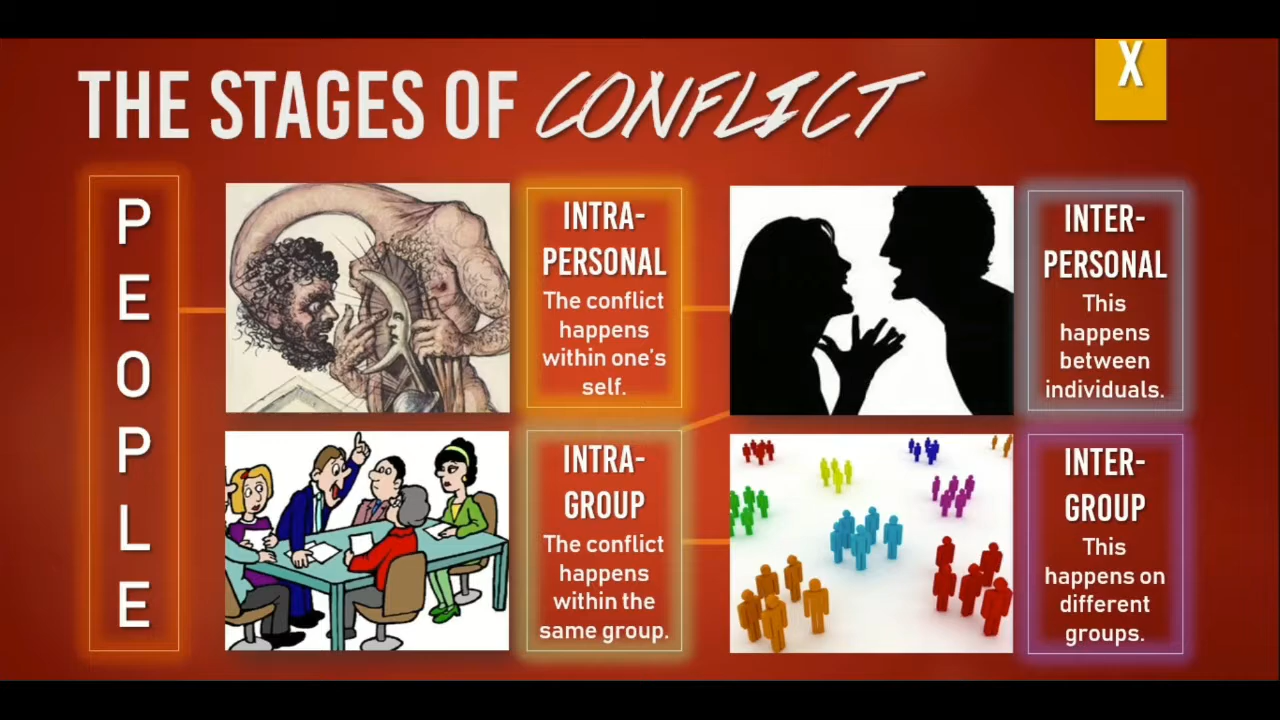 THE STAGES OF CONFLICT
X
P
E
O
P
L
E
INTRA-
PERSONAL
The conflict
happens
within one's
self.
INTER-
PERSONAL
This
happens
between
individuals.
INTRA-
GROUP
The conflict
happens
within the
same group.
INTER-
GROUP
This
happens on
different
groups.